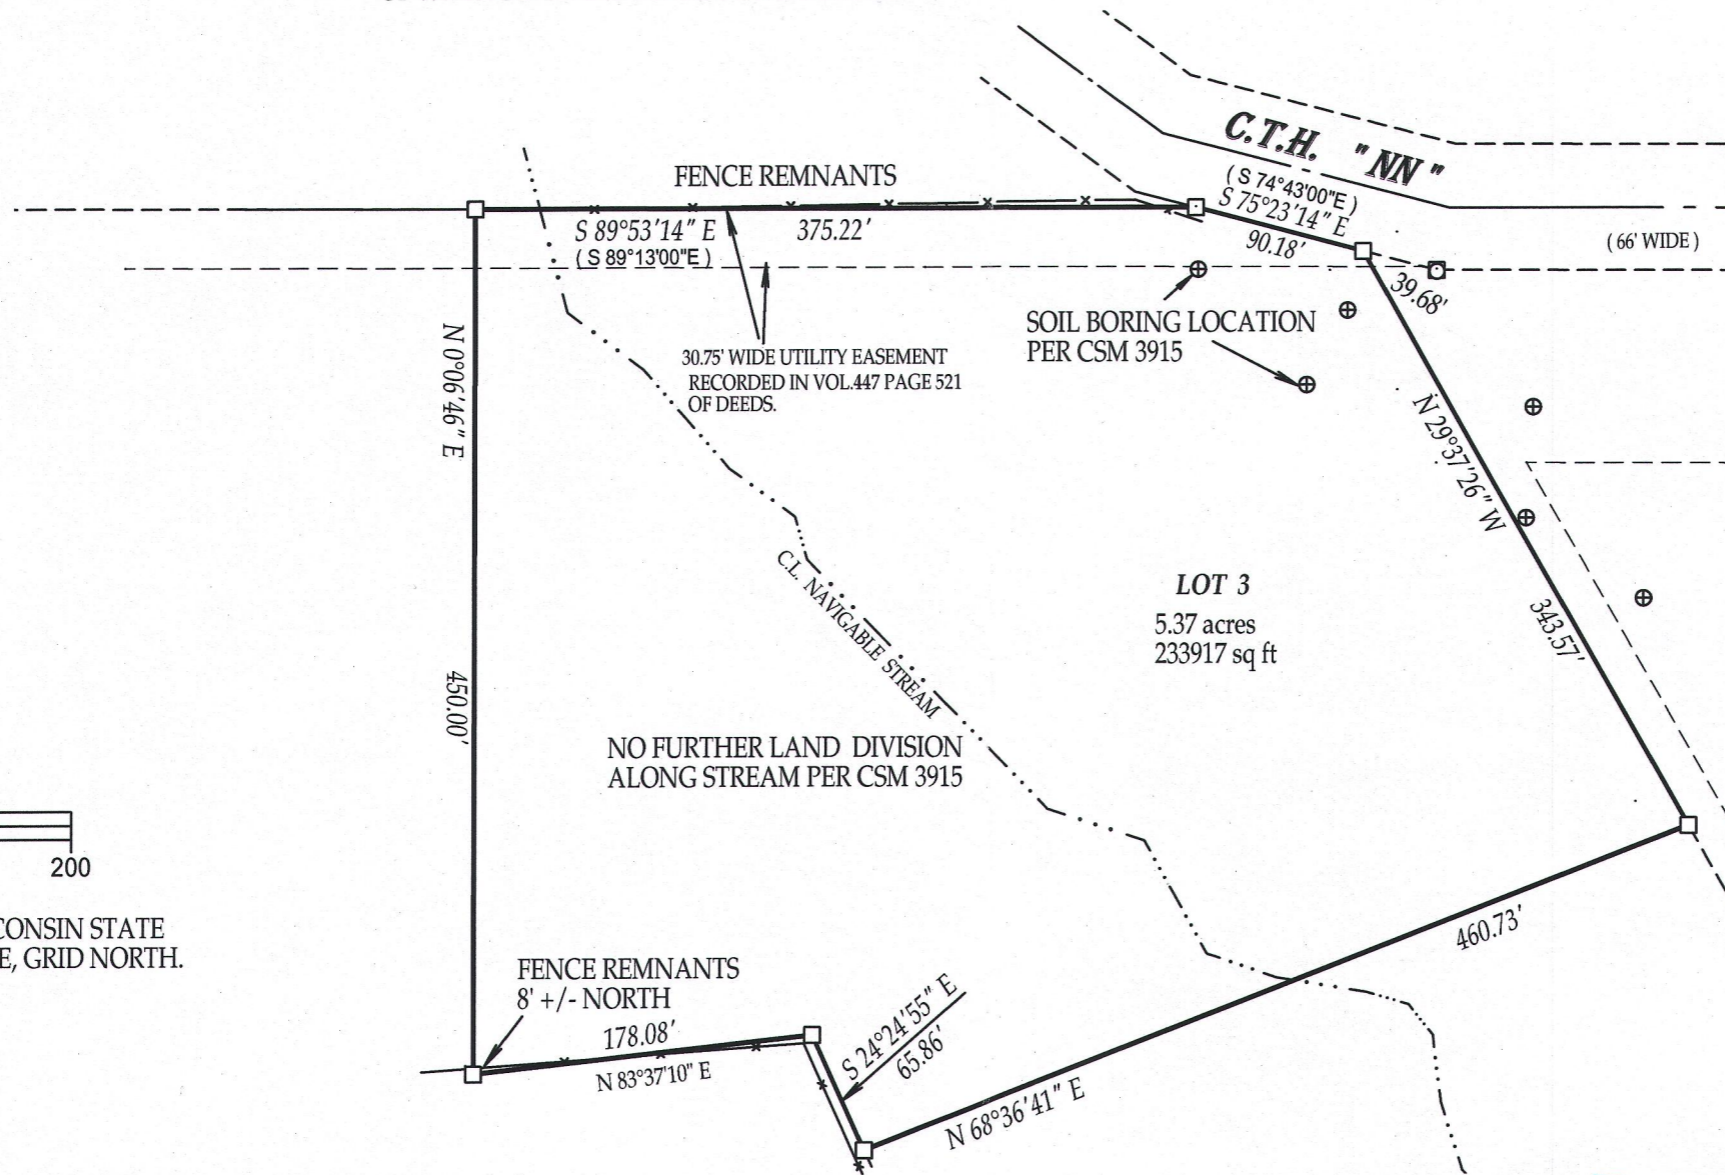 C.T.H. "NN"
FENCE REMNANTS
( S 74°43'00"E )
S 75°23'14" E
90.18'
S 89°53'14" E
375.22'
( S 89°13'00"E )
( 66' WIDE )
39.68'
SOIL BORING LOCATION
PER CSM 3915
N 0°06'46" E
30.75' WIDE UTILITY EASEMENT
RECORDED IN VOL.447 PAGE 521
OF DEEDS.
N 29°37'26" W
C.L. NAVIGABLE STREAM
LOT 3
5.37 acres
233917 sq ft
343.57'
450.00'
NO FURTHER LAND DIVISION
ALONG STREAM PER CSM 3915
200
CONSIN STATE
E, GRID NORTH.
460.73'
FENCE REMNANTS
8' +/- NORTH
178.08'
N 83°37'10" E
S 24°24'55" E
65.86'
N 68°36'41" E